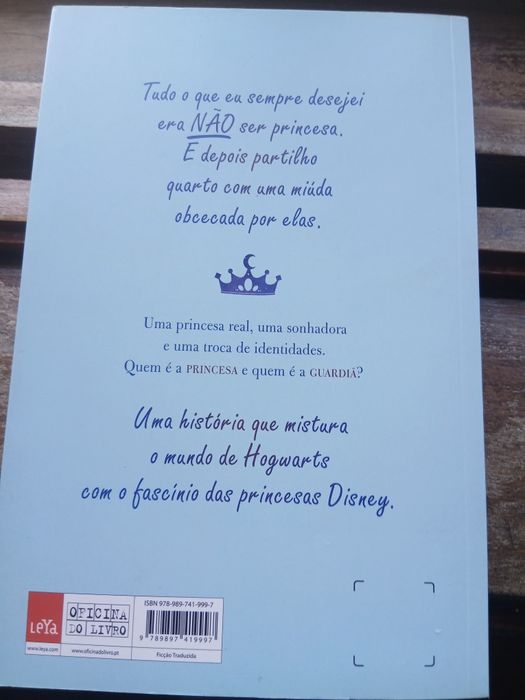 Tudo o que eu sempre desejei
era NÃO ser princesa.
E depois partilho
quarto com uma miúda
obcecada por elas.
Uma princesa real, uma sonhadora
e uma troca de identidades.
Quem é a PRINCESA e quem é a GUARDIÃ?
Uma história que mistura
o mundo de Hogwarts
com o fascínio das princesas Disney.
LeYa
www.leya.com
OFICINA
DO LIVRO
www.oficinadolivro.pt
ISBN 978-989-741-999-7
9 789897 419997
Ficção Traduzida